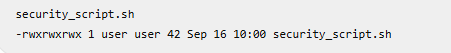 security_script.sh
-rwxrwxrwx 1 user user 42 Sep 16 10:00 security_script.sh